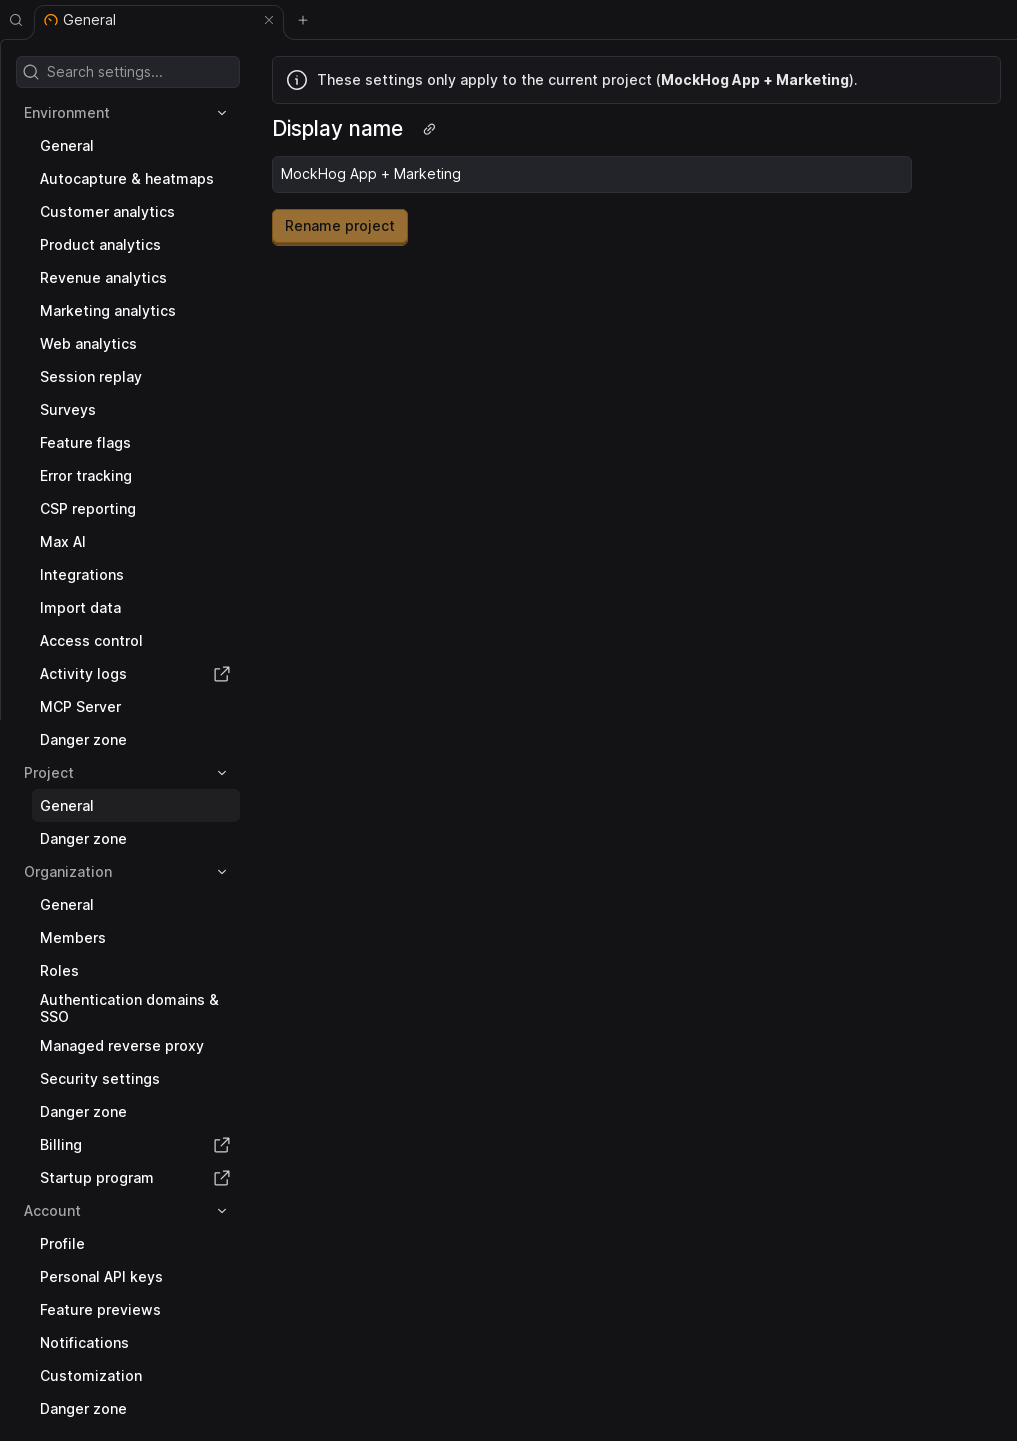 General
Search settings...
Environment
General
Autocapture & heatmaps
Customer analytics
Product analytics
Revenue analytics
Marketing analytics
Web analytics
Session replay
Surveys
Feature flags
Error tracking
CSP reporting
Max AI
Integrations
Import data
Access control
Activity logs
MCP Server
Danger zone
Project
General
Danger zone
Organization
General
Members
Roles
Authentication domains &
SSO
Managed reverse proxy
Security settings
Danger zone
Billing
Startup program
Account
Profile
Personal API keys
Feature previews
Notifications
Customization
Danger zone
These settings only apply to the current project (MockHog App + Marketing).
Display name
MockHog App + Marketing
Rename project